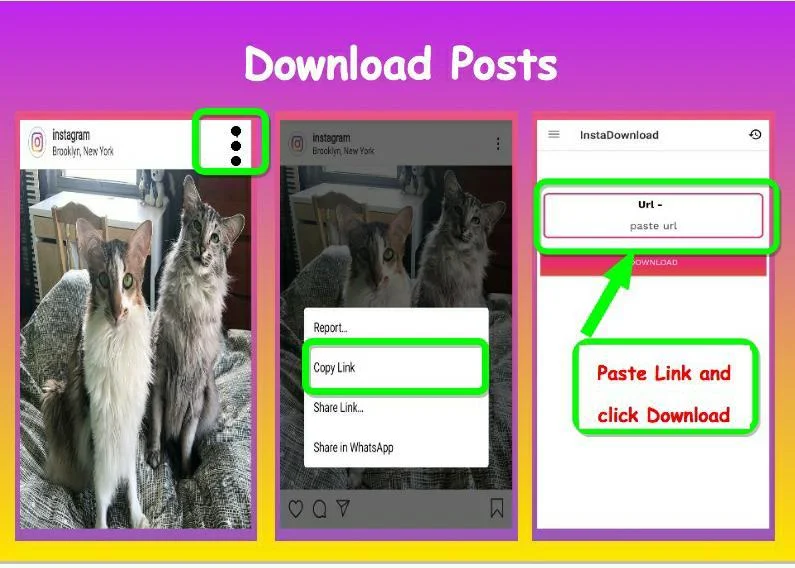 Download Posts
instagram
Brooklyn, New York
instagram
Brooklyn, New York
Report...
Copy Link
Share Link...
Share in WhatsApp
InstaDownload
Url -
paste url
DOWNLOAD
Paste Link and
click Download